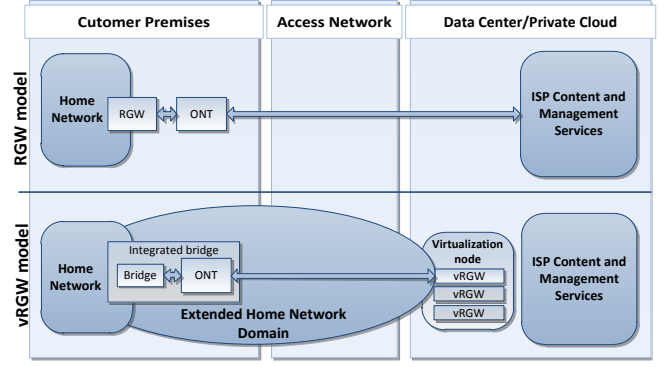 Cutomer Premises
Access Network
Data Center/Private Cloud
RGW model
Home
Network
RGW
ONT
ISP Content and
Management
Services
vRGW model
Home
Network
Integrated bridge
Bridge
ONT
Extended Home Network
Domain
Virtualization
node
vRGW
vRGW
vRGW
ISP Content and
Management
Services